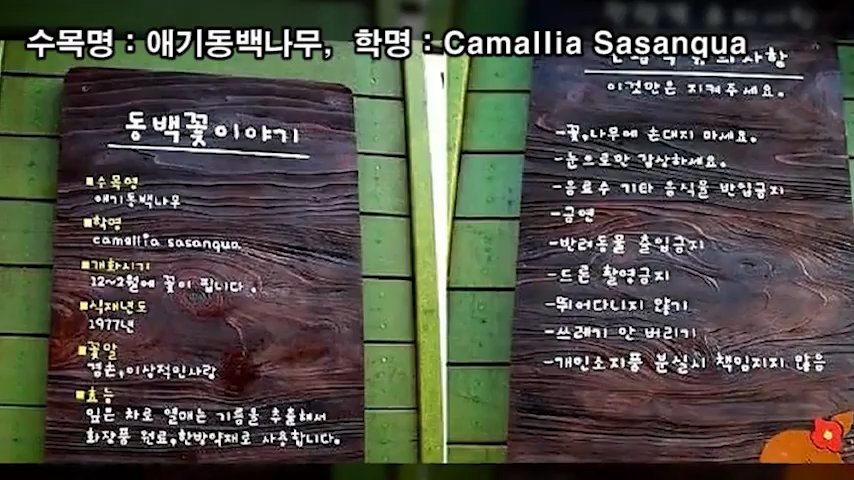 수목명 : 애기동백나무, 학명 : Camallia Sasanqua
동백꽃이야기
■수목명
애기동백나무
■학명
camallia sasanqua
■개화시기
12~2월에 꽃이 핍니다.
■식재년도
1977년
■꽃말
겸손,이상적인사랑
■효능
잎은 차로 열매는 기름을 추출해서
화장품 원료,한방약재로 사용합니다.
이것만은 지켜주세요.
-꽃,나무에 손대지 마세요.
-눈으로만 감상하세요.
-음료수 기타 음식물 반입금지
-금연
-반려동물 출입금지
-드론 촬영금지
-뛰어다니지 않기
-쓰레기 안 버리기
-개인소지품 분실시 책임지지 않음